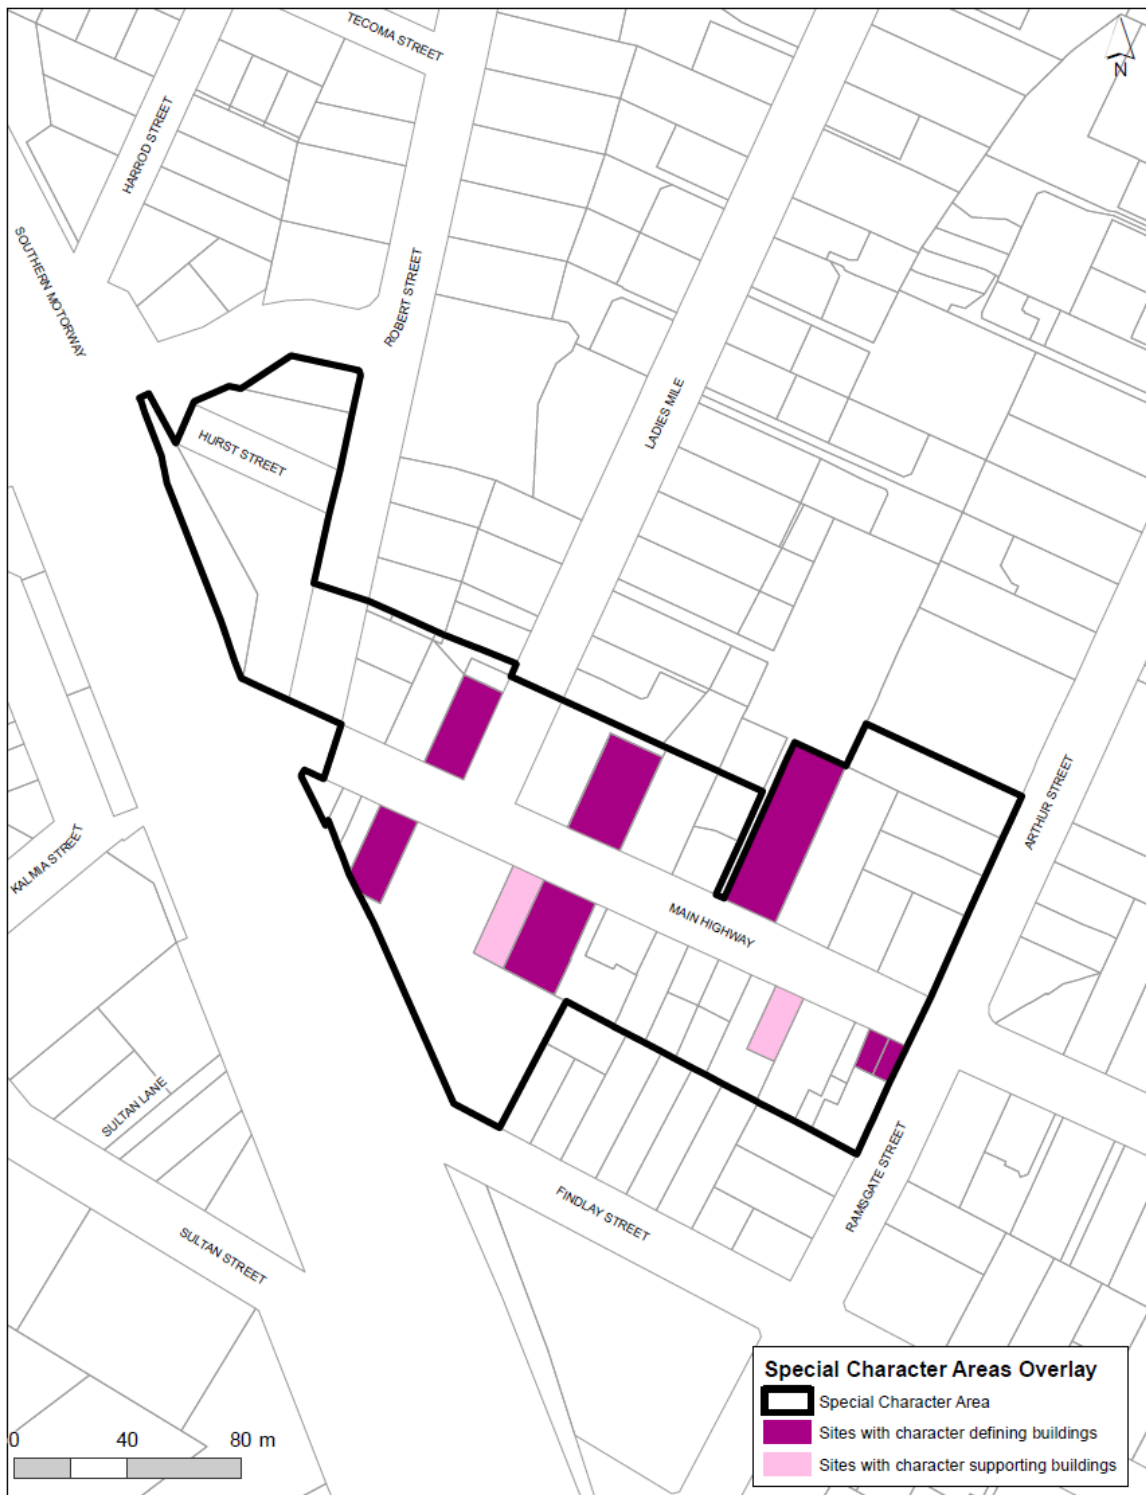 TECOMA STREET
N
HARROD STREET
SOUTHERN MOTORWAY
ROBERT STREET
LADIES MILE
HURST STREET
ARTHUR STREET
KALMIA STREET
MAIN HIGHWAY
SULTAN LANE
RAMSGATE STREET
FINDLAY STREET
SULTAN STREET
Special Character Areas Overlay
Special Character Area
Sites with character defining buildings
Sites with character supporting buildings
0 40 80 m